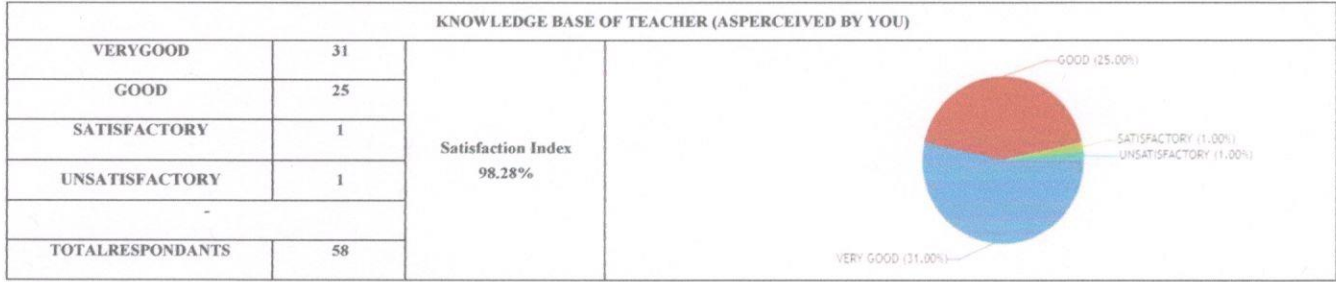 KNOWLEDGE BASE OF TEACHER (ASPERCEIVED BY YOU)
VERYGOOD 31
GOOD 25
SATISFACTORY 1
UNSATISFACTORY 1
TOTALRESPONDANTS 58
Satisfaction Index
98.28%
GOOD (25.00%)
SATISFACTORY (1.00%)
UNSATISFACTORY (1.00%)
VERY GOOD (31.00%)